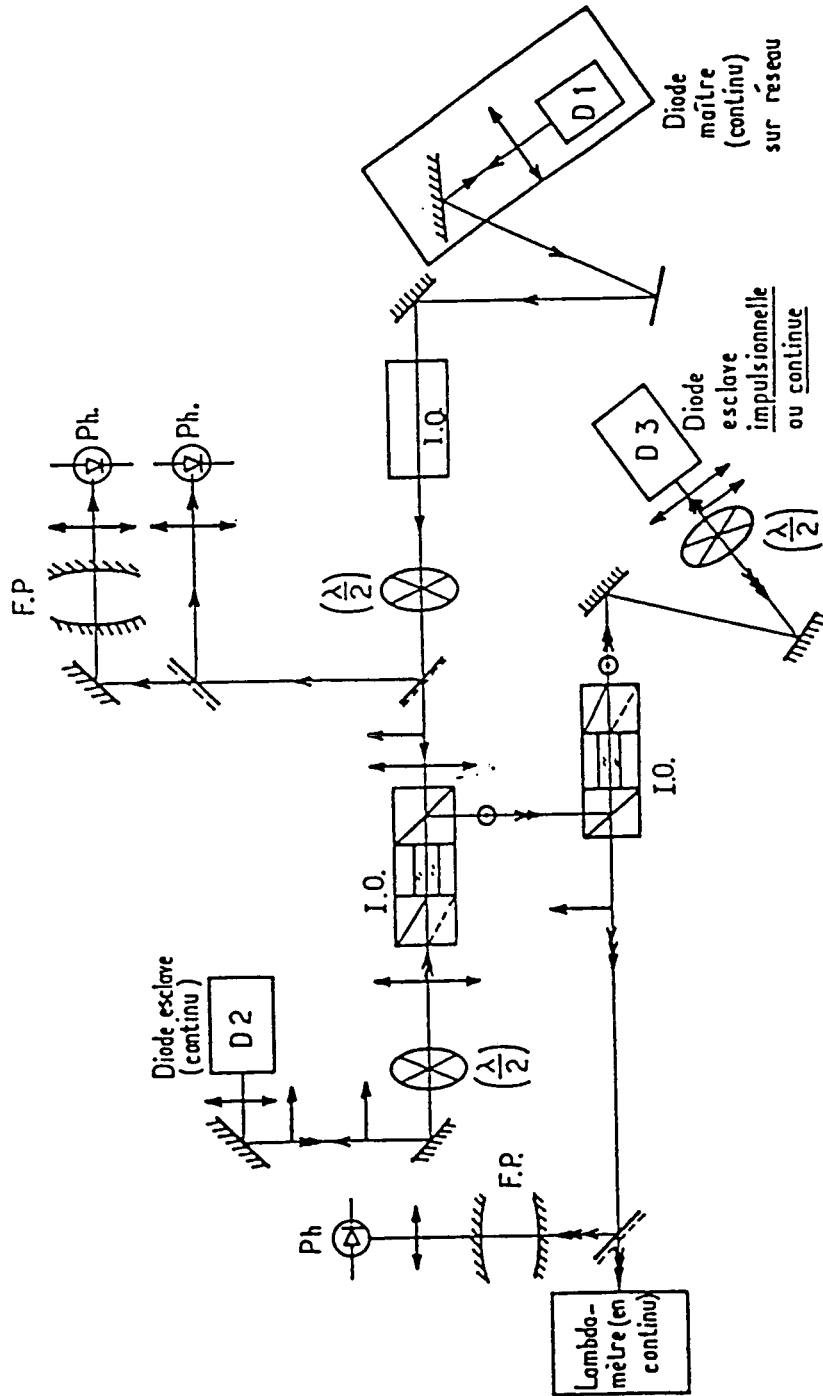 F.P
Ph.
Ph.
I.O.
(λ/2)
D1
Diode
maître
(continu)
sur réseau
Diode esclave
(continu)
D2
I.O.
(λ/2)
D3
Diode
esclave
impulsionnelle
ou continue
(λ/2)
I.O.
Ph
F.P.
Lambda-
mètre (en
continu)